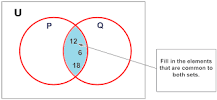 U
P
Q
12
6
18
Fill in the elements
that are common to
both sets.